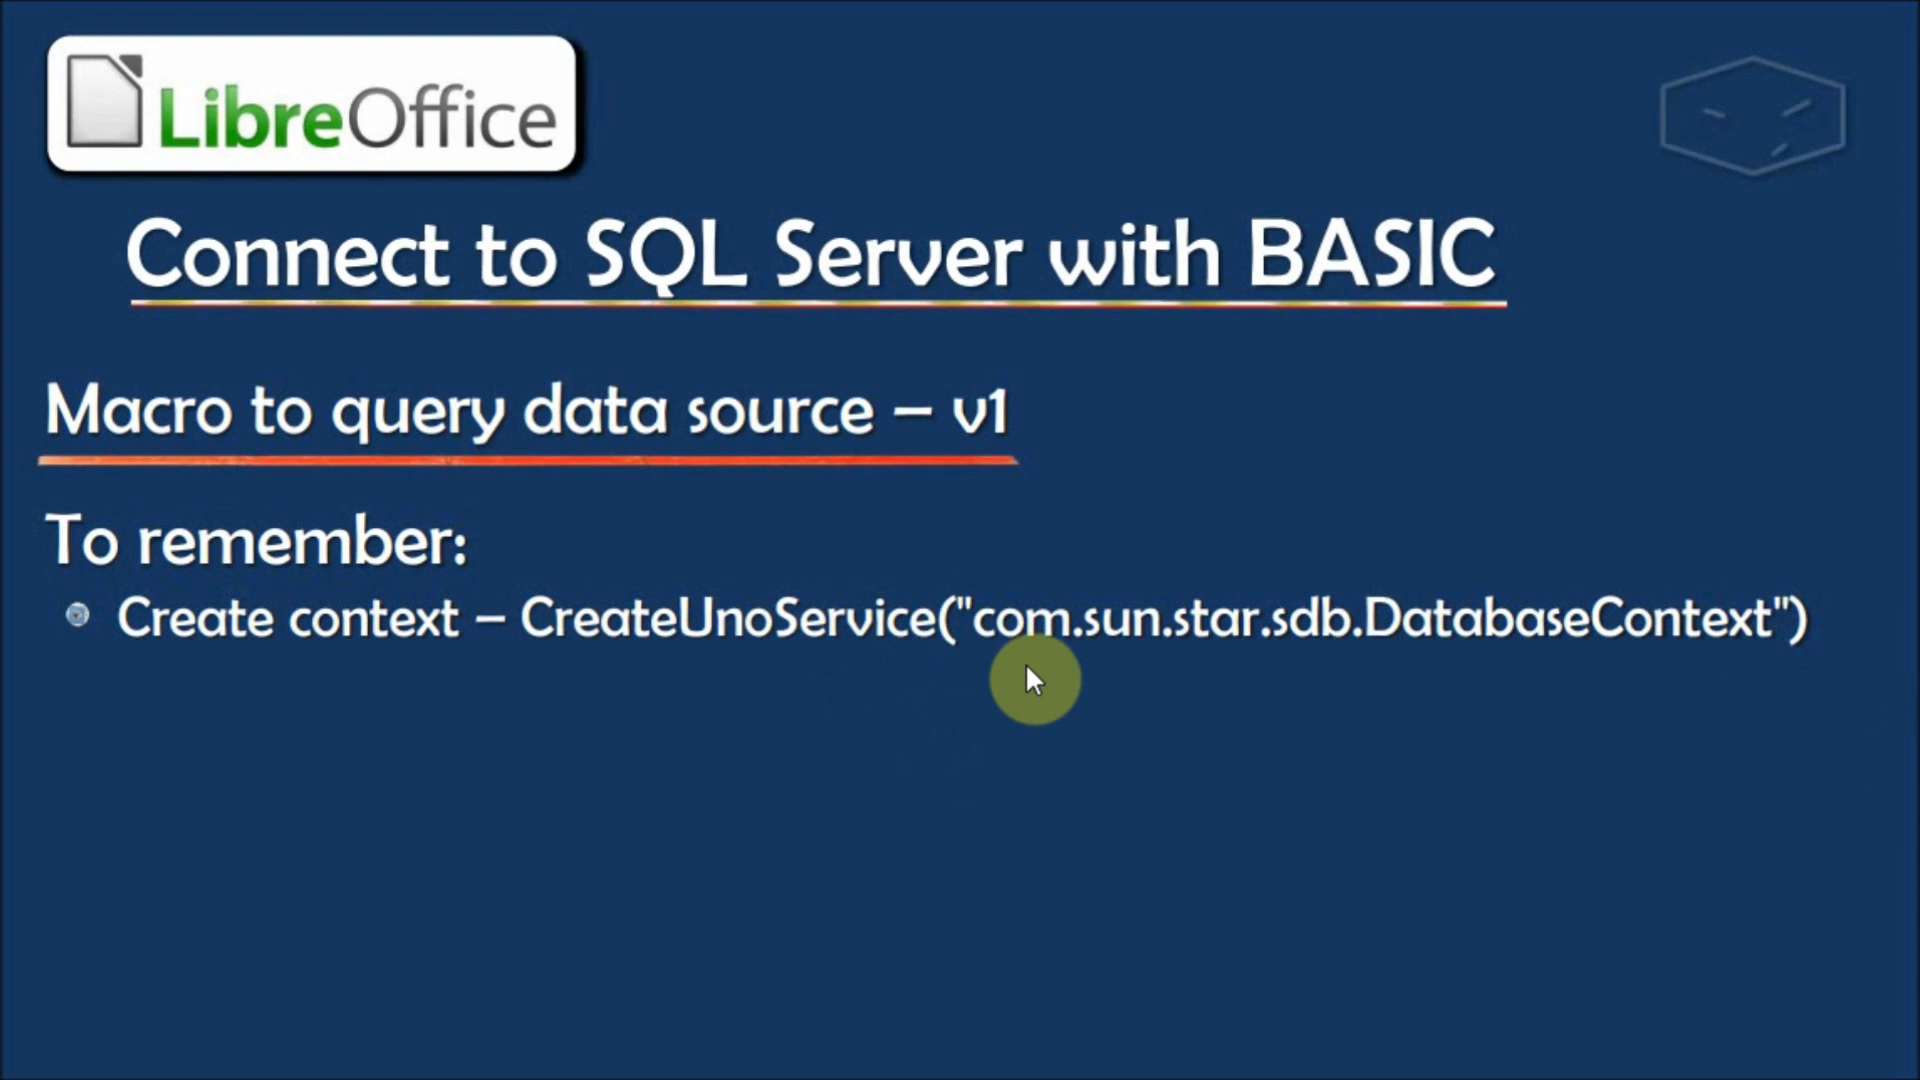 LibreOffice
Connect to SQL Server with BASIC
Macro to query data source – v1
To remember:
Create context – CreateUnoService("com.sun.star.sdb.DatabaseContext")